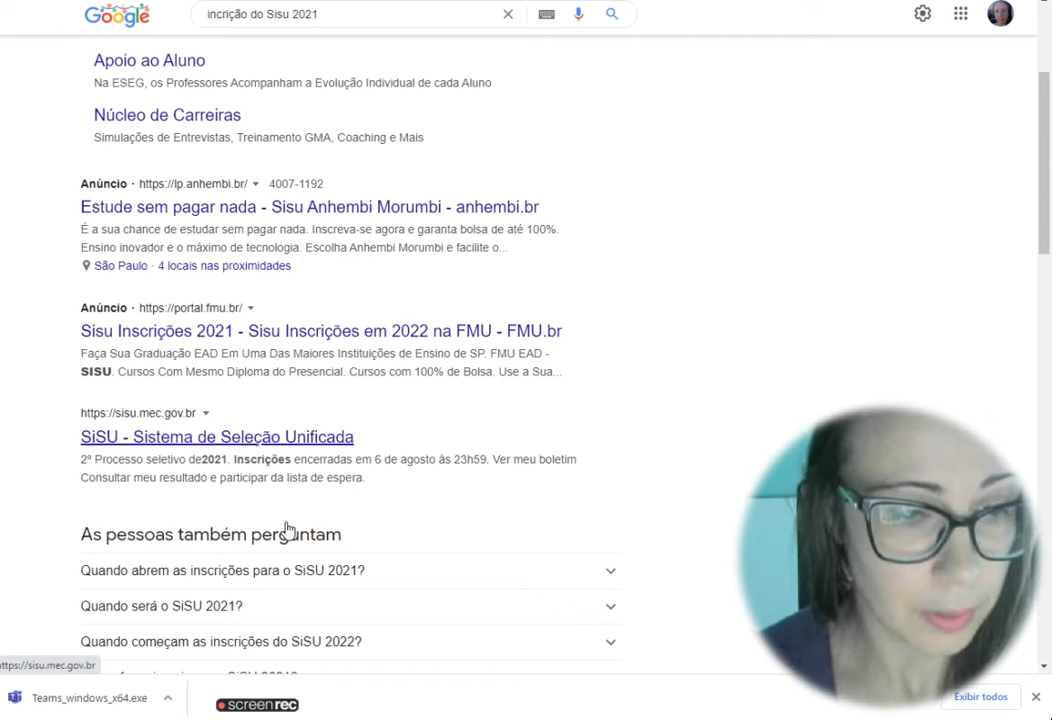 Google
incrição do Sisu 2021
Apoio ao Aluno
Na ESEG, os Professores Acompanham a Evolução Individual de cada Aluno
Núcleo de Carreiras
Simulações de Entrevistas, Treinamento GMA, Coaching e Mais
Anúncio · https://lp.anhembi.br/ 4007-1192
Estude sem pagar nada - Sisu Anhembi Morumbi - anhembi.br
É a sua chance de estudar sem pagar nada. Inscreva-se agora e garanta bolsa de até 100%.
Ensino inovador e o máximo de tecnologia. Escolha Anhembi Morumbi e facilite o...
São Paulo · 4 locais nas proximidades
Anúncio · https://portal.fmu.br/
Sisu Inscrições 2021 - Sisu Inscrições em 2022 na FMU - FMU.br
Faça Sua Graduação EAD Em Uma Das Maiores Instituições de Ensino de SP. FMU EAD -
SISU. Cursos Com Mesmo Diploma do Presencial. Cursos com 100% de Bolsa. Use a Sua...
https://sisu.mec.gov.br
SiSU - Sistema de Seleção Unificada
2º Processo seletivo de2021. Inscrições encerradas em 6 de agosto às 23h59. Ver meu boletim
Consultar meu resultado e participar da lista de espera.
As pessoas também perguntam
Quando abrem as inscrições para o SiSU 2021?
Quando será o SiSU 2021?
Quando começam as inscrições do SiSU 2022?
https://sisu.mec.gov.br
Teams_windows_x64.exe
screenrec
Exibir todos